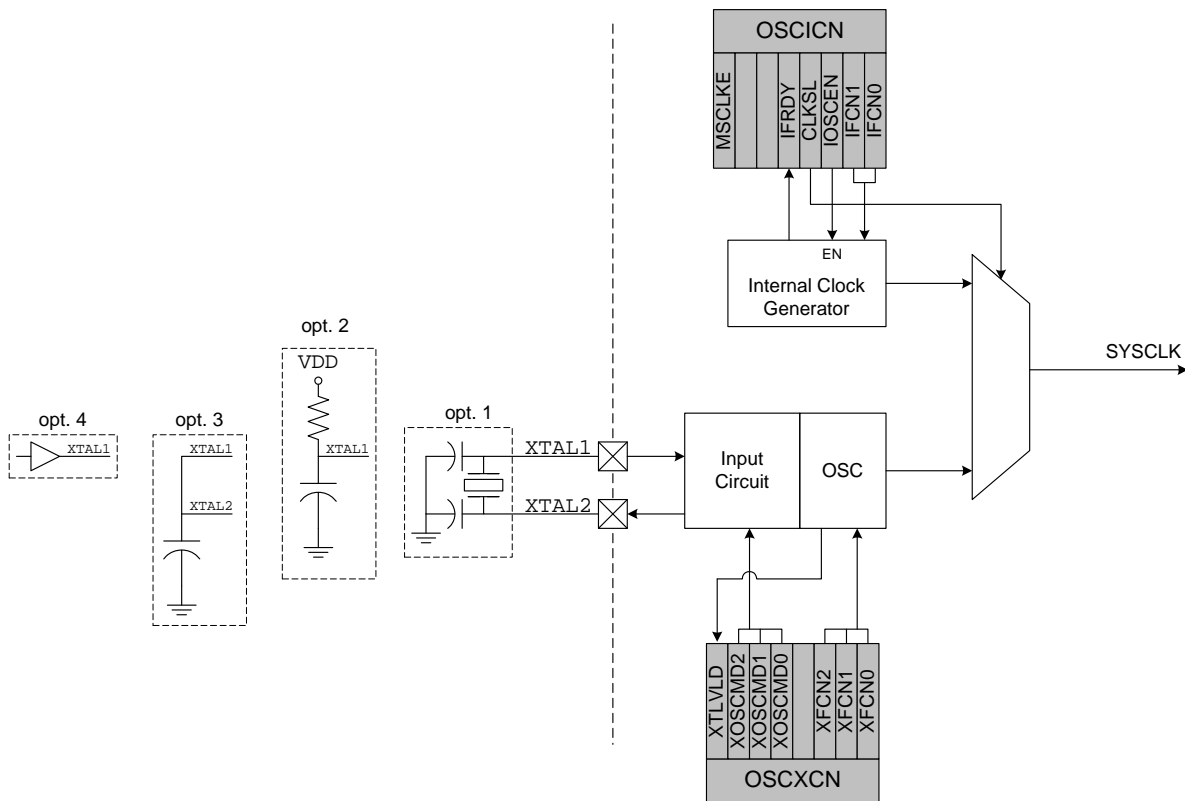 OSCICN
MSCLKE
IFRDY
CLKSL
IOSCEN
IFCN1
IFCN0
EN
Internal Clock
Generator
SYSCLK
opt. 4
XTAL1
opt. 3
XTAL1
XTAL2
opt. 2
VDD
XTAL1
opt. 1
XTAL1
XTAL2
Input
Circuit
OSC
XTLVLD
XOSCMD2
XOSCMD1
XOSCMD0
XFCN2
XFCN1
XFCN0
OSCXCN